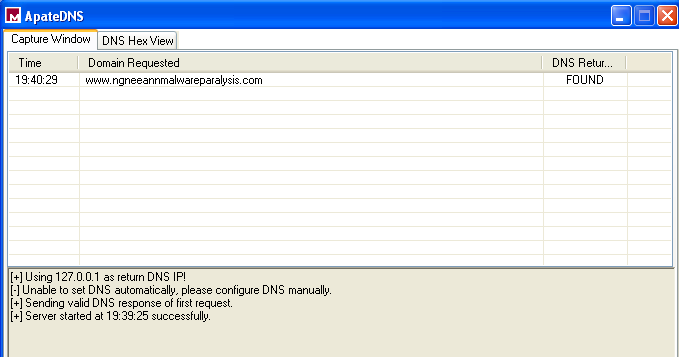 ApateDNS
Capture Window DNS Hex View
Time Domain Requested DNS Retur...
19:40:29 www.ngneeannmalwareparalysis.com FOUND
[+] Using 127.0.0.1 as return DNS IP!
[-] Unable to set DNS automatically, please configure DNS manually.
[+] Sending valid DNS response of first request.
[+] Server started at 19:39:25 successfully.